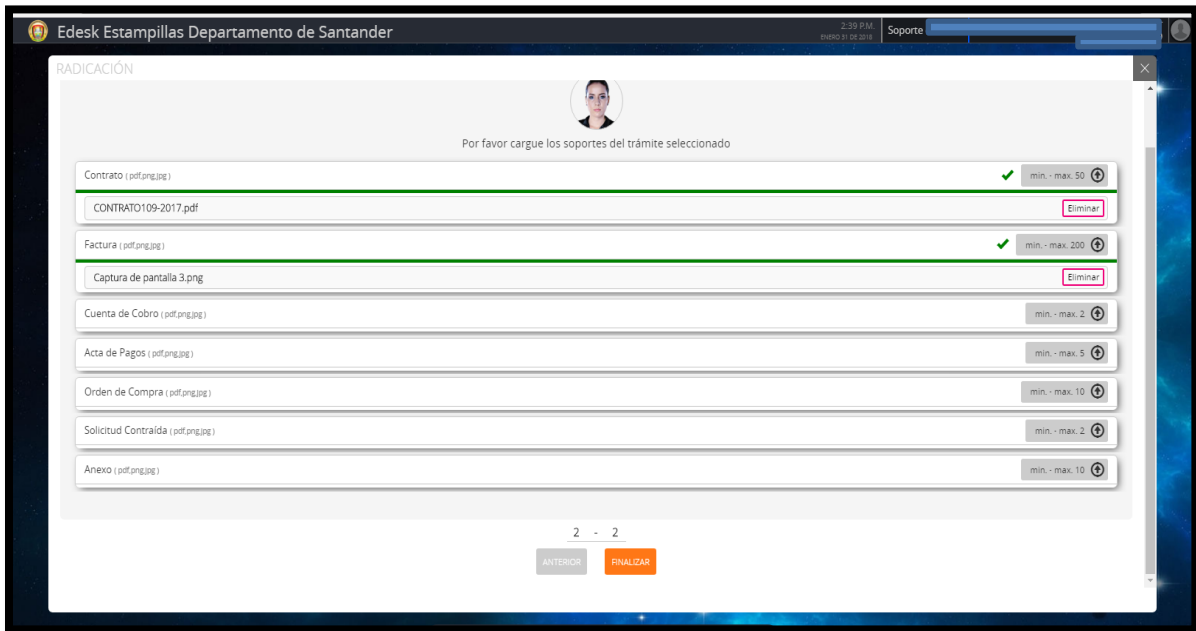 Edesk Estampillas Departamento de Santander
2:39 P.M.
ENERO 31 DE 2018
Soporte
RADICACIÓN
Por favor cargue los soportes del trámite seleccionado
Contrato ( pdf,png,jpg ) min. - max. 50
CONTRATO109-2017.pdf Eliminar
Factura ( pdf,png,jpg ) min. - max. 200
Captura de pantalla 3.png Eliminar
Cuenta de Cobro ( pdf,png,jpg ) min. - max. 2
Acta de Pagos ( pdf,png,jpg ) min. - max. 5
Orden de Compra ( pdf,png,jpg ) min. - max. 10
Solicitud Contraída ( pdf,png,jpg ) min. - max. 2
Anexo ( pdf,png,jpg ) min. - max. 10
2 - 2
ANTERIOR FINALIZAR